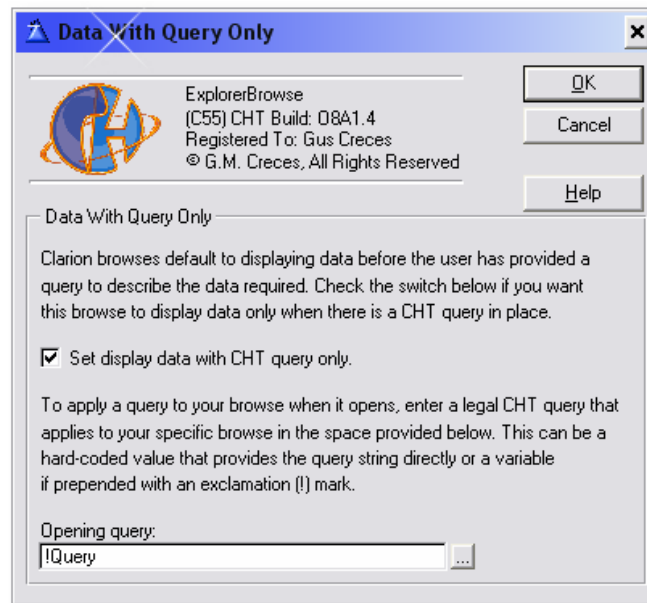 Data With Query Only
ExplorerBrowse
(C55) CHT Build: 08A1.4
Registered To: Gus Creces
© G.M. Creces, All Rights Reserved
OK
Cancel
Help
Data With Query Only
Clarion browses default to displaying data before the user has provided a
query to describe the data required. Check the switch below if you want
this browse to display data only when there is a CHT query in place.
Set display data with CHT query only.
To apply a query to your browse when it opens, enter a legal CHT query that
applies to your specific browse in the space provided below. This can be a
hard-coded value that provides the query string directly or a variable
if prepended with an exclamation (!) mark.
Opening query:
!Query
...